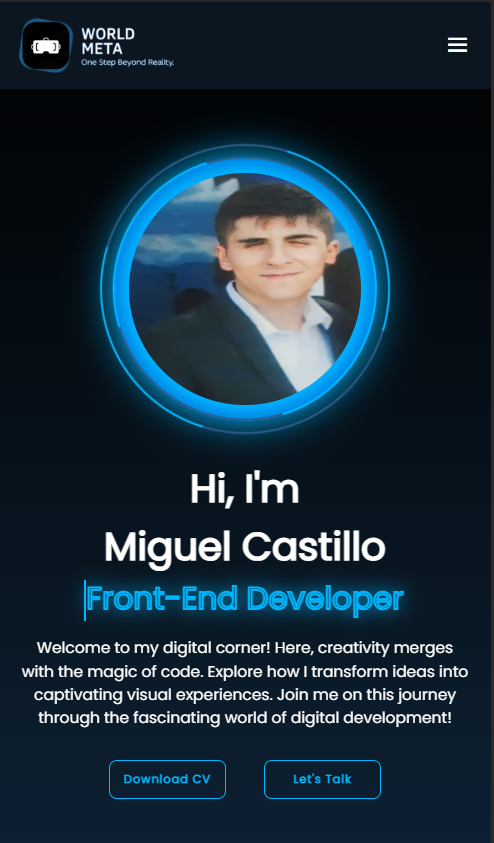 WORLD
META
One Step Beyond Reality.
Hi, I'm
Miguel Castillo
Front-End Developer
Welcome to my digital corner! Here, creativity merges
with the magic of code. Explore how I transform ideas into
captivating visual experiences. Join me on this journey
through the fascinating world of digital development!
Download CV
Let's Talk